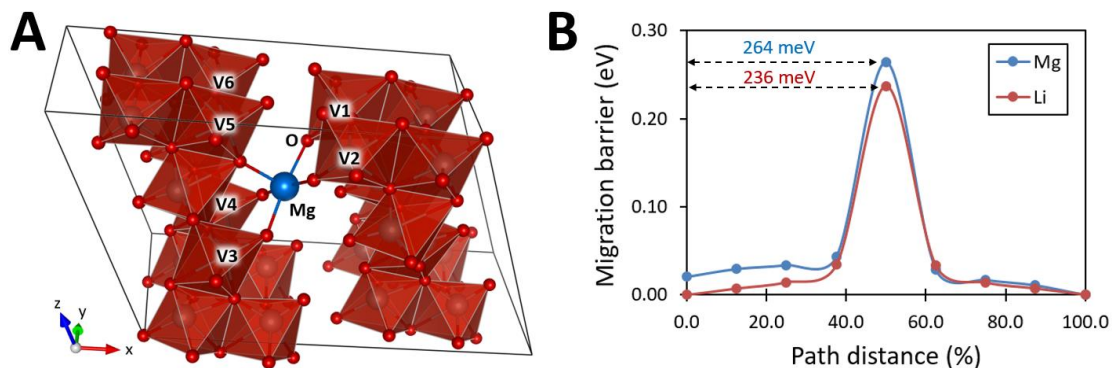 A
V6
V5
V1
O
V2
V4
Mg
V3
z
y
x
B
Migration barrier (eV)
0.30
0.20
0.10
0.00
264 meV
236 meV
Mg
Li
0.0 20.0 40.0 60.0 80.0 100.0
Path distance (%)